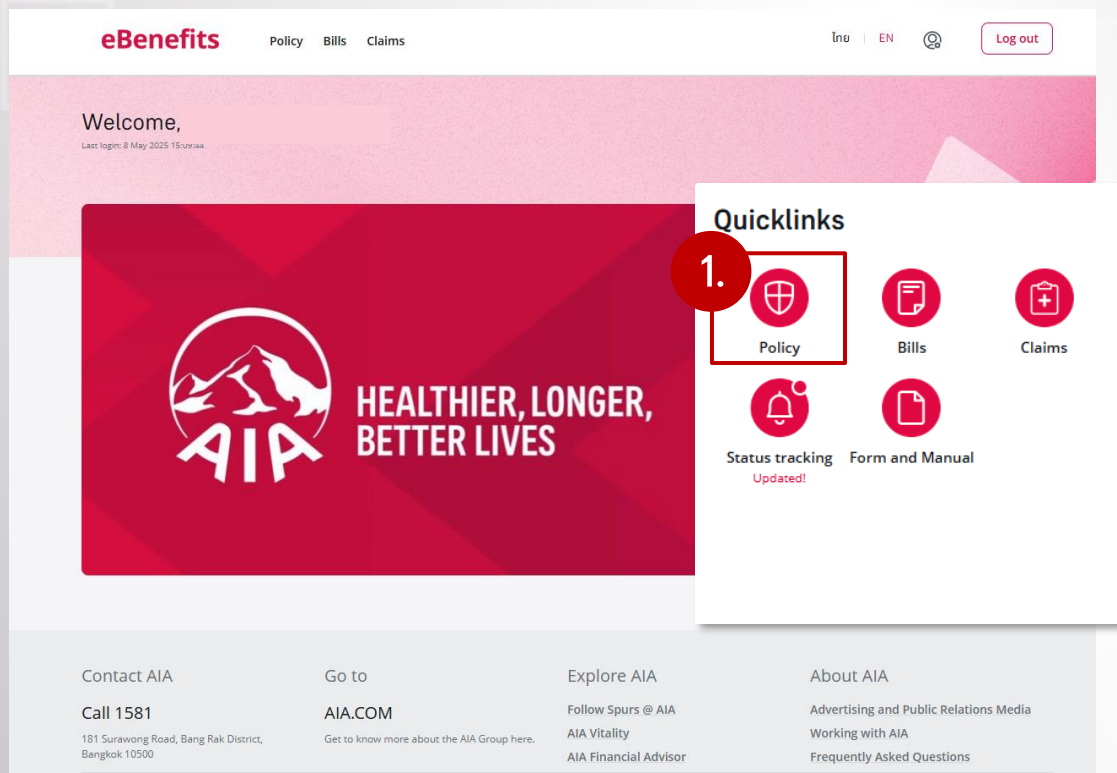 eBenefits
Policy Bills Claims
ไทย EN
Log out
Welcome,
Last login: 8 May 2025
Quicklinks
1.
Policy Bills Claims
Status tracking Form and Manual
Updated!
AIA
HEALTHIER, LONGER,
BETTER LIVES
Contact AIA Go to Explore AIA About AIA
Call 1581 AIA.COM Follow Spurs @ AIA Advertising and Public Relations Media
181 Surawong Road, Bang Rak District, Get to know more about the AIA Group here. AIA Vitality Working with AIA
Bangkok 10500 AIA Financial Advisor Frequently Asked Questions